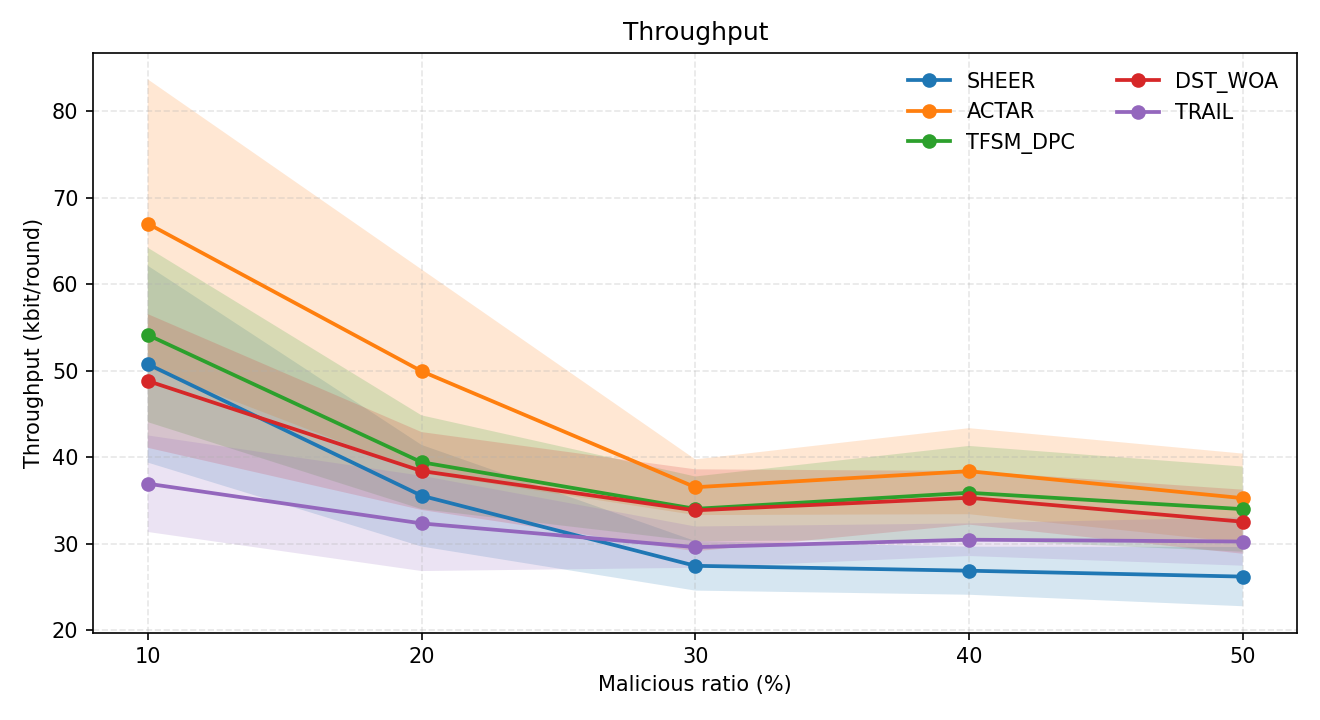 Throughput
SHEER
ACTAR
TFSM_DPC
DST_WOA
TRAIL
Throughput (kbit/round)
80
70
60
50
40
30
20
10 20 30 40 50
Malicious ratio (%)